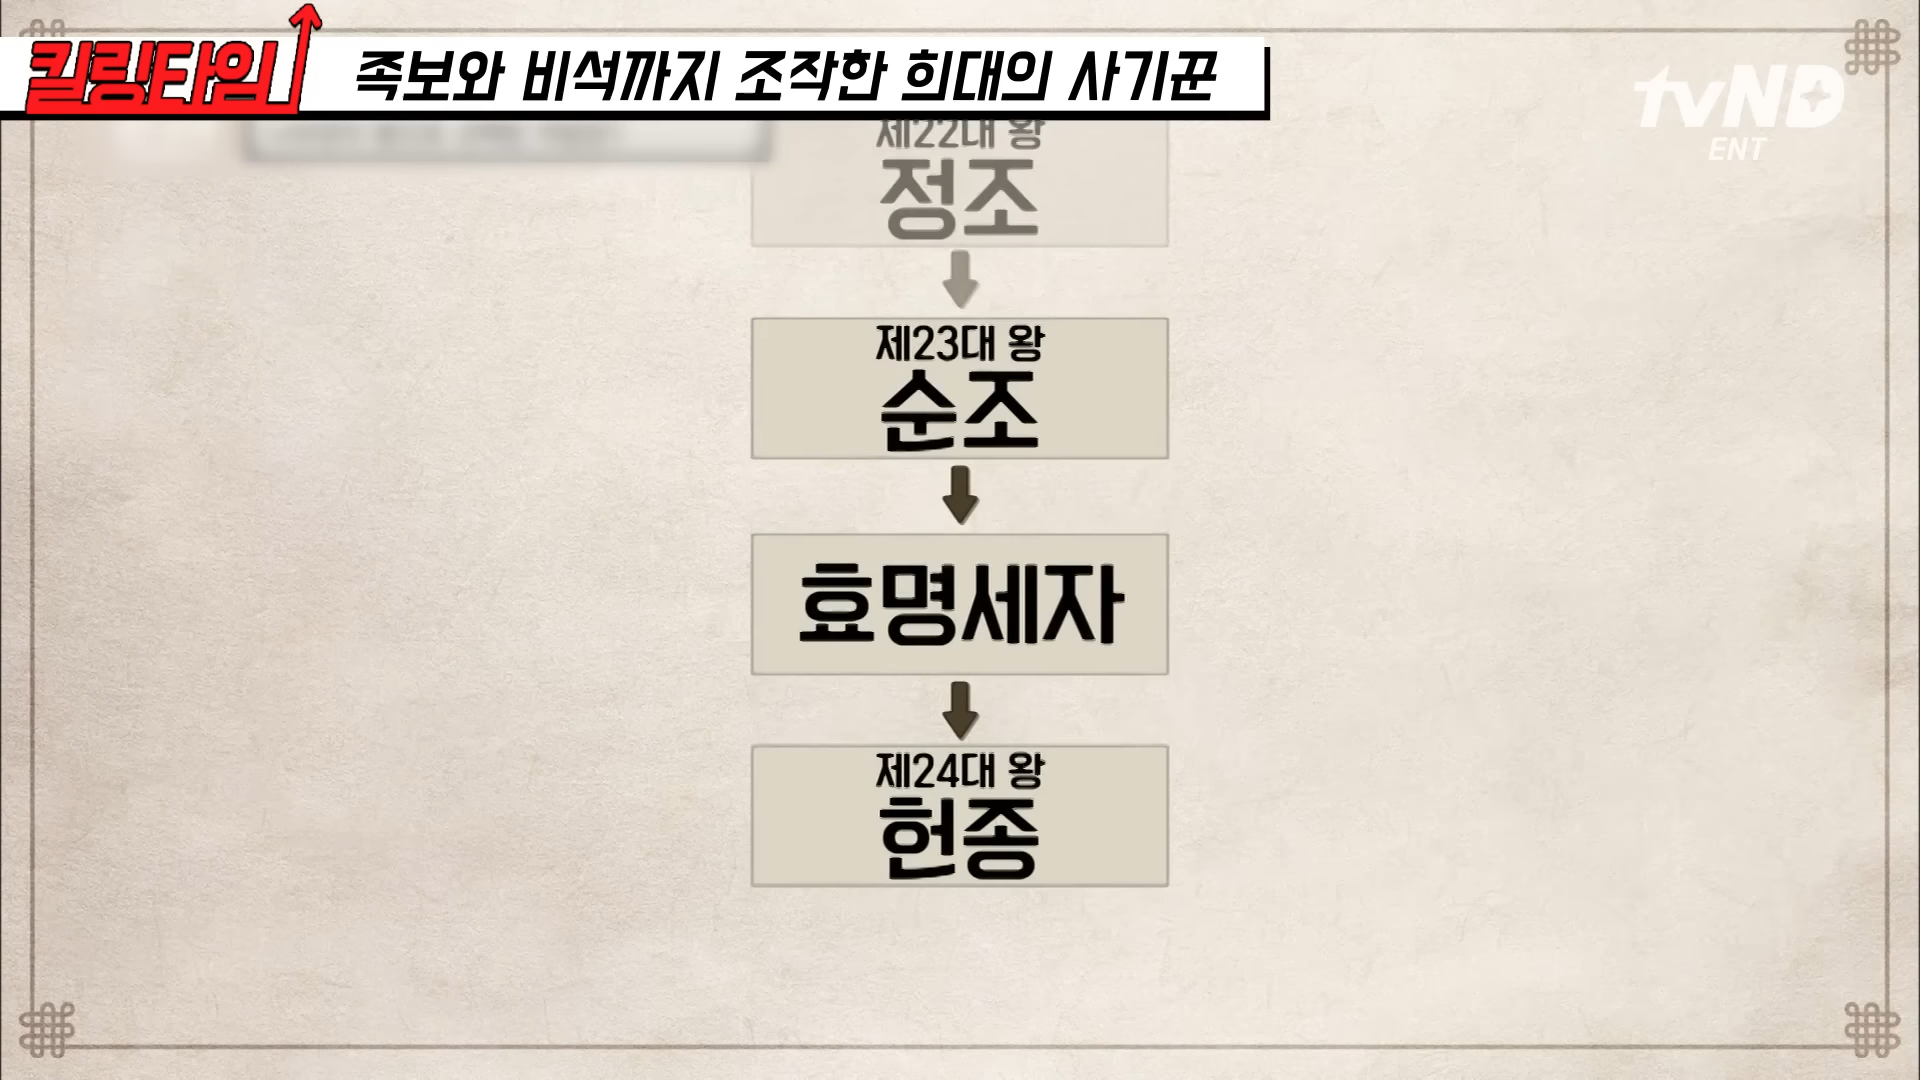 킬링타임
족보와 비석까지 조작한 희대의 사기꾼
tvND
ENT
제22대 왕
정조
제23대 왕
순조
효명세자
제24대 왕
헌종